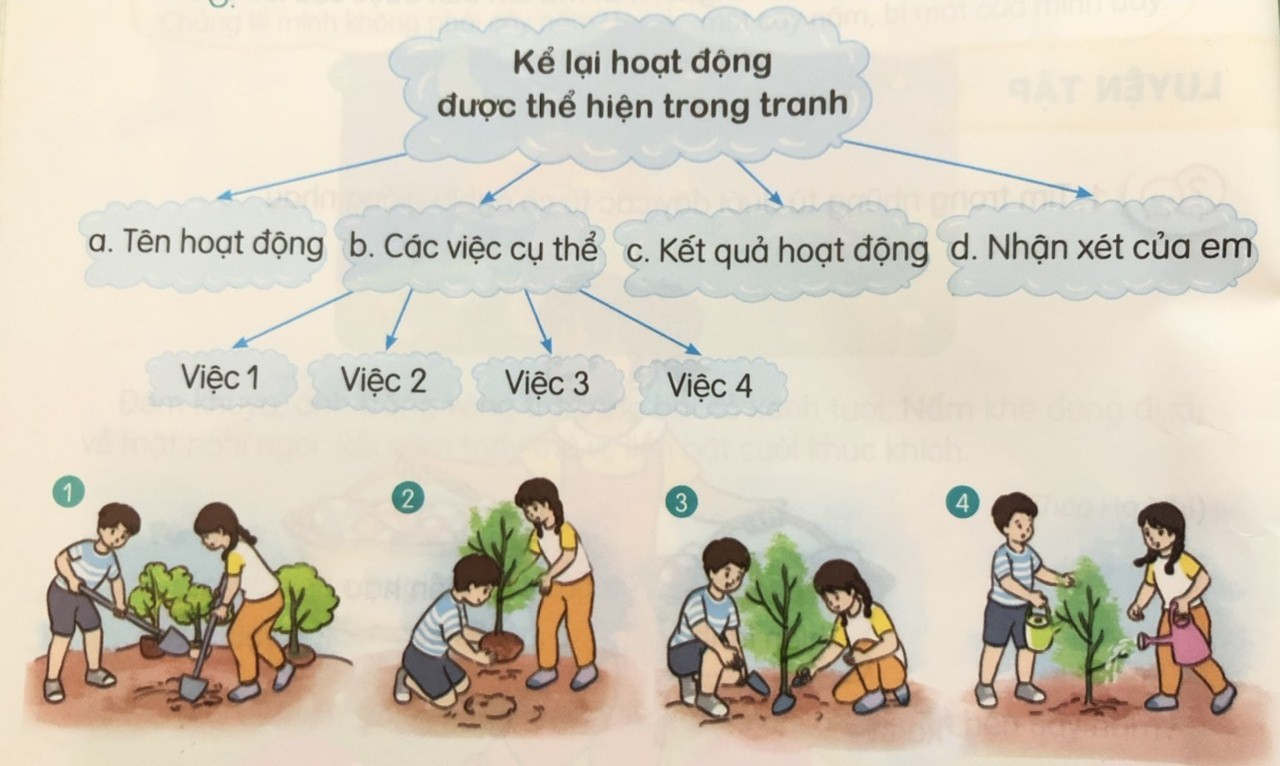 Kể lại hoạt động
được thể hiện trong tranh
a. Tên hoạt động
b. Các việc cụ thể
c. Kết quả hoạt động
d. Nhận xét của em
Việc 1
Việc 2
Việc 3
Việc 4
1
2
3
4